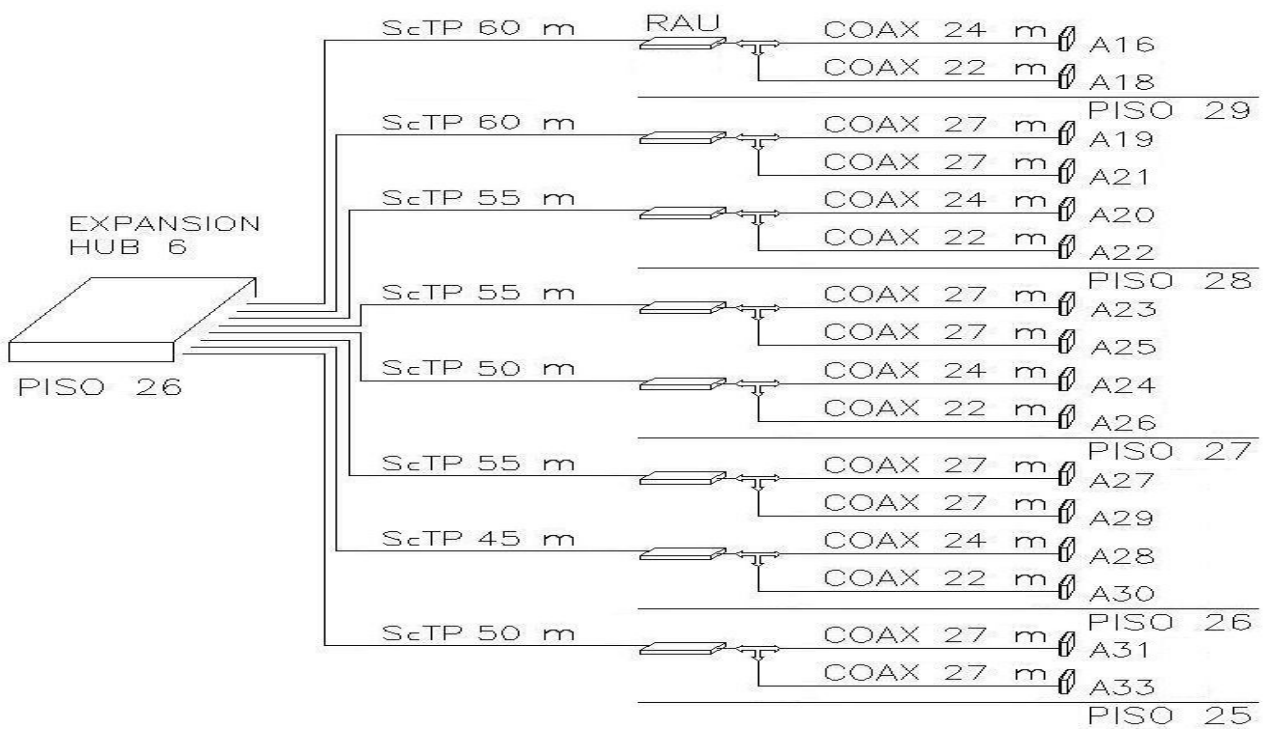 ScTP 60 m
RAU
COAX 24 m
A16
COAX 22 m
A18
PISO 29
ScTP 60 m
COAX 27 m
A19
COAX 27 m
A21
ScTP 55 m
COAX 24 m
A20
COAX 22 m
A22
PISO 28
EXPANSION
HUB 6
PISO 26
ScTP 55 m
COAX 27 m
A23
COAX 27 m
A25
ScTP 50 m
COAX 24 m
A24
COAX 22 m
A26
PISO 27
ScTP 55 m
COAX 27 m
A27
COAX 27 m
A29
ScTP 45 m
COAX 24 m
A28
COAX 22 m
A30
PISO 26
ScTP 50 m
COAX 27 m
A31
COAX 27 m
A33
PISO 25